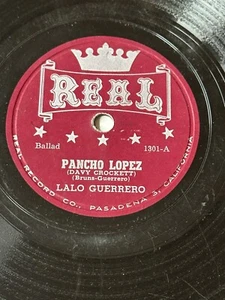 REAL
Ballad
1301-A
PANCHO LOPEZ
(DAVY CROCKETT)
(Bruns-Guerrero)
LALO GUERRERO
REAL RECORD CO., PASADENA 3, CALIFORNIA